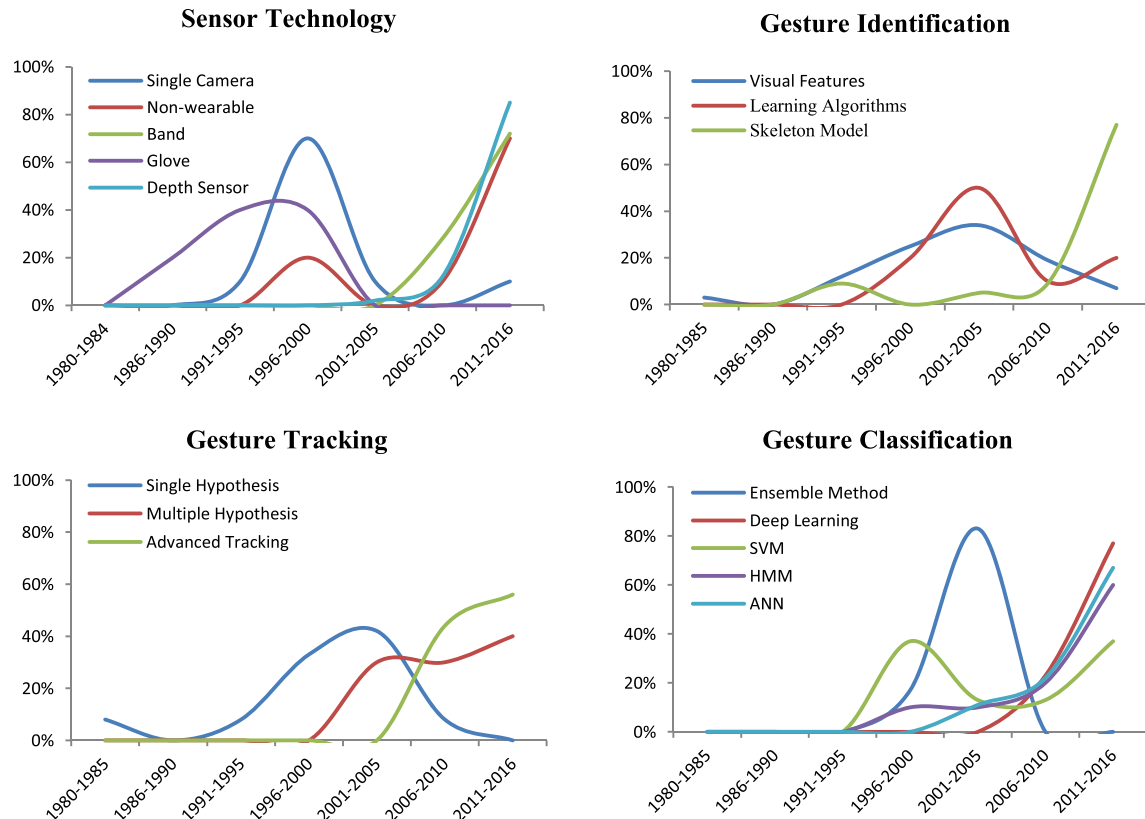 Sensor Technology
100%
80%
60%
40%
20%
0%
Single Camera
Non-wearable
Band
Glove
Depth Sensor
1980-1984
1986-1990
1991-1995
1996-2000
2001-2005
2006-2010
2011-2016
Gesture Identification
100%
80%
60%
40%
20%
0%
Visual Features
Learning Algorithms
Skeleton Model
1980-1985
1986-1990
1991-1995
1996-2000
2001-2005
2006-2010
2011-2016
Gesture Tracking
100%
80%
60%
40%
20%
0%
Single Hypothesis
Multiple Hypothesis
Advanced Tracking
1980-1985
1986-1990
1991-1995
1996-2000
2001-2005
2006-2010
2011-2016
Gesture Classification
100%
80%
60%
40%
20%
0%
Ensemble Method
Deep Learning
SVM
HMM
ANN
1980-1985
1986-1990
1991-1995
1996-2000
2001-2005
2006-2010
2011-2016